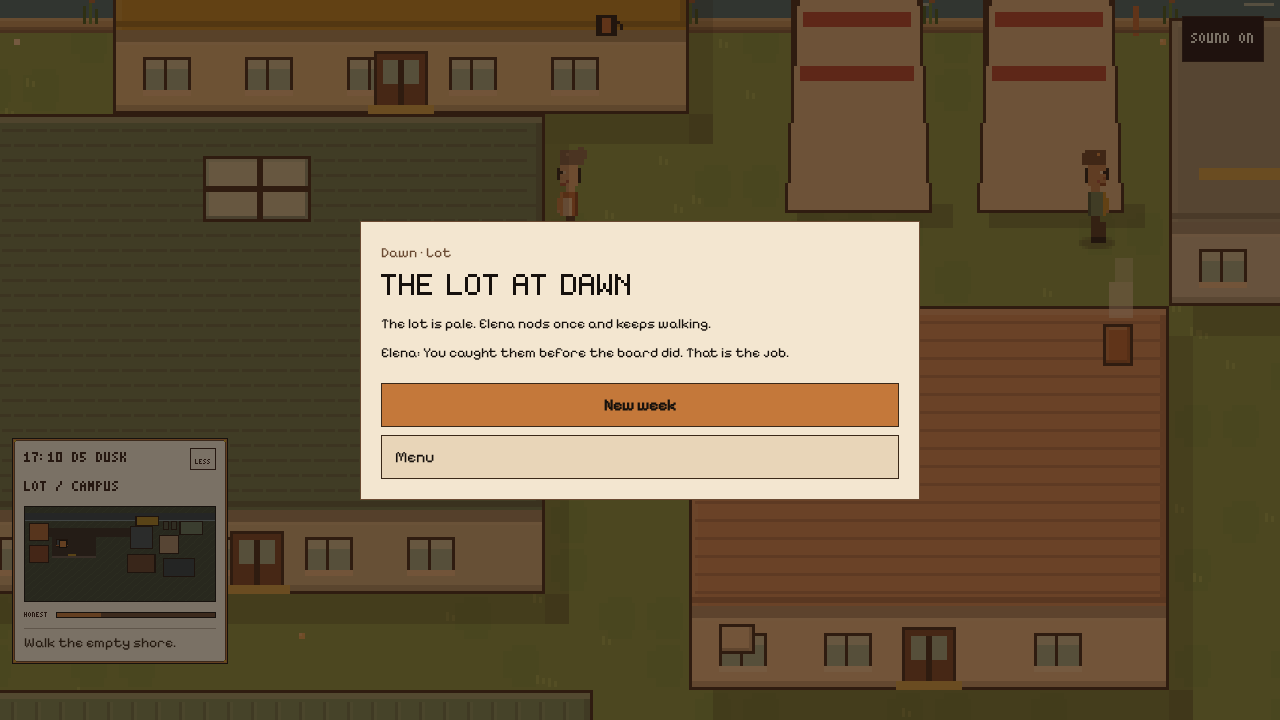 SOUND ON
Dawn · Lot
THE LOT AT DAWN
The lot is pale. Elena nods once and keeps walking.
Elena: You caught them before the board did. That is the job.
New week
Menu
17:10 D5 DUSK
LESS
LOT / CAMPUS
HONEST
Walk the empty shore.